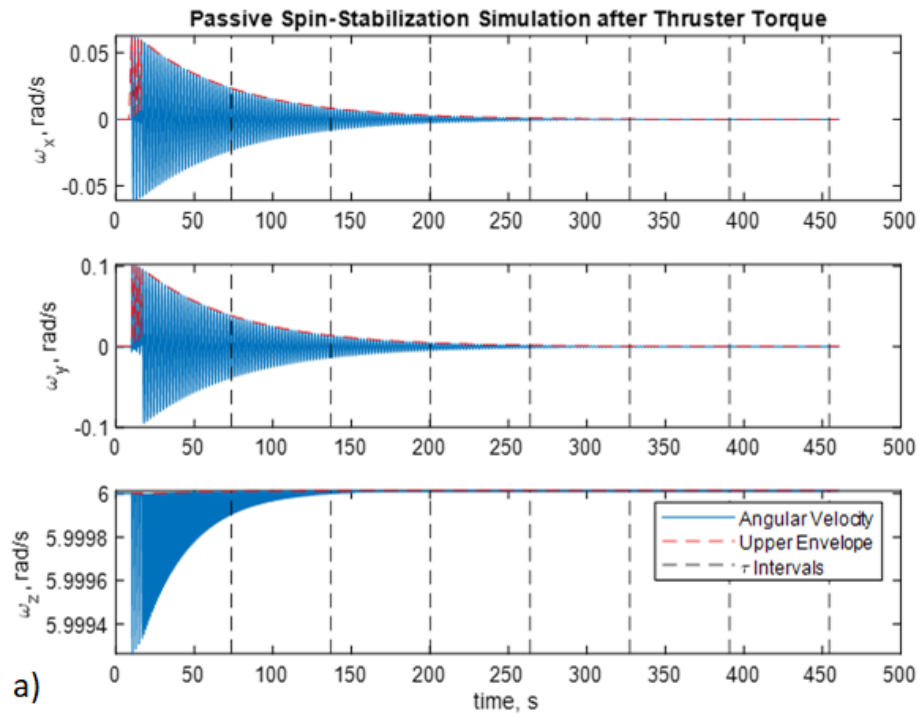 Passive Spin-Stabilization Simulation after Thruster Torque
ω_x, rad/s
0.05
0
-0.05
0 50 100 150 200 250 300 350 400 450 500
ω_y, rad/s
0.1
0
-0.1
0 50 100 150 200 250 300 350 400 450 500
ω_z, rad/s
6
5.9998
5.9996
5.9994
Angular Velocity
Upper Envelope
τ Intervals
0 50 100 150 200 250 300 350 400 450 500
time, s
a)